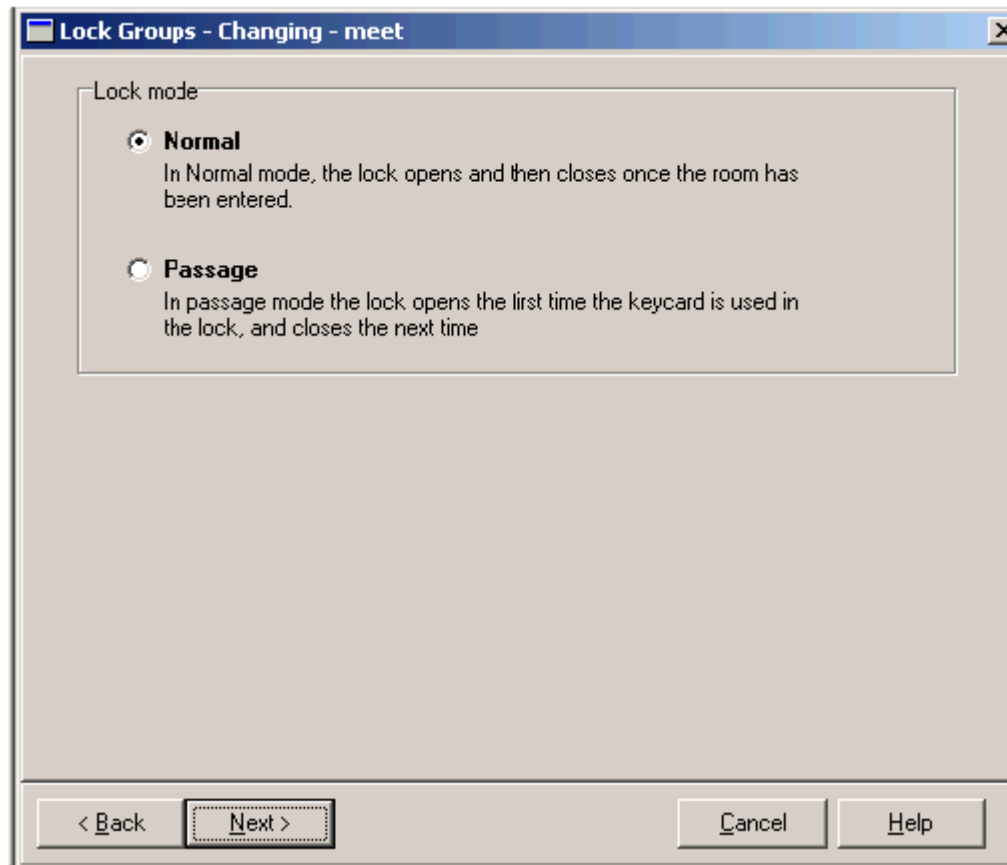 Lock Groups - Changing - meet
Lock mode
Normal
In Normal mode, the lock opens and then closes once the room has
been entered.
Passage
In passage mode the lock opens the first time the keycard is used in
the lock, and closes the next time
< Back
Next >
Cancel
Help